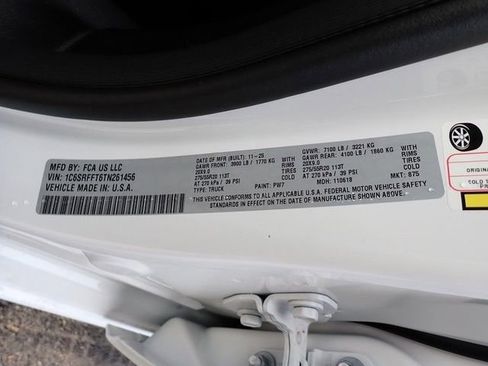 MFD BY: FCA US LLC
VIN: 1C6SRFFT5TN261456
VEHICLE MADE IN: U.S.A.
DATE OF MFR (BUILT): 11-25
GAWR FRONT: 3900 LB / 1770 KG WITH
20X9.0 RIMS
275/55R20 113T TIRES
AT 270 kPa / 39 PSI
TYPE: TRUCK PAINT: PW7
GVWR: 7100 LB / 3221 KG
GAWR REAR: 4100 LB / 1860 KG WITH
20X9.0 RIMS
275/55R20 113T TIRES
AT 270 kPa / 39 PSI COLD
MDH: 110618 MKT: 875
THIS VEHICLE CONFORMS TO ALL APPLICABLE U.S.A. FEDERAL MOTOR VEHICLE SAFETY
STANDARDS IN EFFECT ON THE DATE OF MANUFACTURE SHOWN ABOVE.
ORIGINA
COLD T